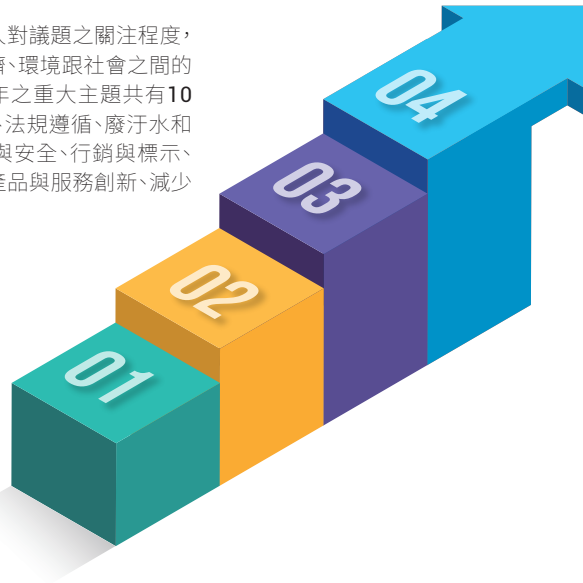 人對議題之關注程度，
濟、環境跟社會之間的
年之重大主題共有10
、法規遵循、廢汙水和
與安全、行銷與標示、
產品與服務創新、減少
04
03
02
01